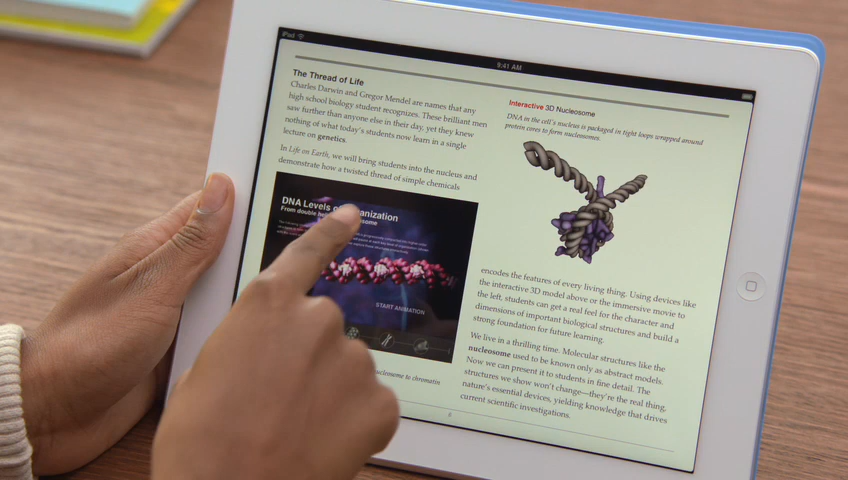 iPad
9:41 AM
The Thread of Life
Charles Darwin and Gregor Mendel are names that any
high school biology student recognizes. These brilliant men
saw further than anyone else in their day, yet they knew
nothing of what today's students now learn in a single
lecture on genetics.
In Life on Earth, we will bring students into the nucleus and
demonstrate how a twisted thread of simple chemicals
DNA Levels of Organization
From double
START ANIMATION
nucleosome to chromatin
Interactive 3D Nucleosome
DNA in the cell's nucleus is packaged in tight loops wrapped around
protein cores to form nucleosomes
encodes the features of every living thing. Using devices like
the interactive 3D model above or the immersive movie to
the left, students can get a real feel for the character and
dimensions of important biological structures and build a
strong foundation for future learning.
We live in a thrilling time. Molecular structures like the
nucleosome used to be known only as abstract models.
Now we can present it to students in fine detail. The
structures we show won't change—they're the real thing,
nature's essential devices, yielding knowledge that drives
current scientific investigations.